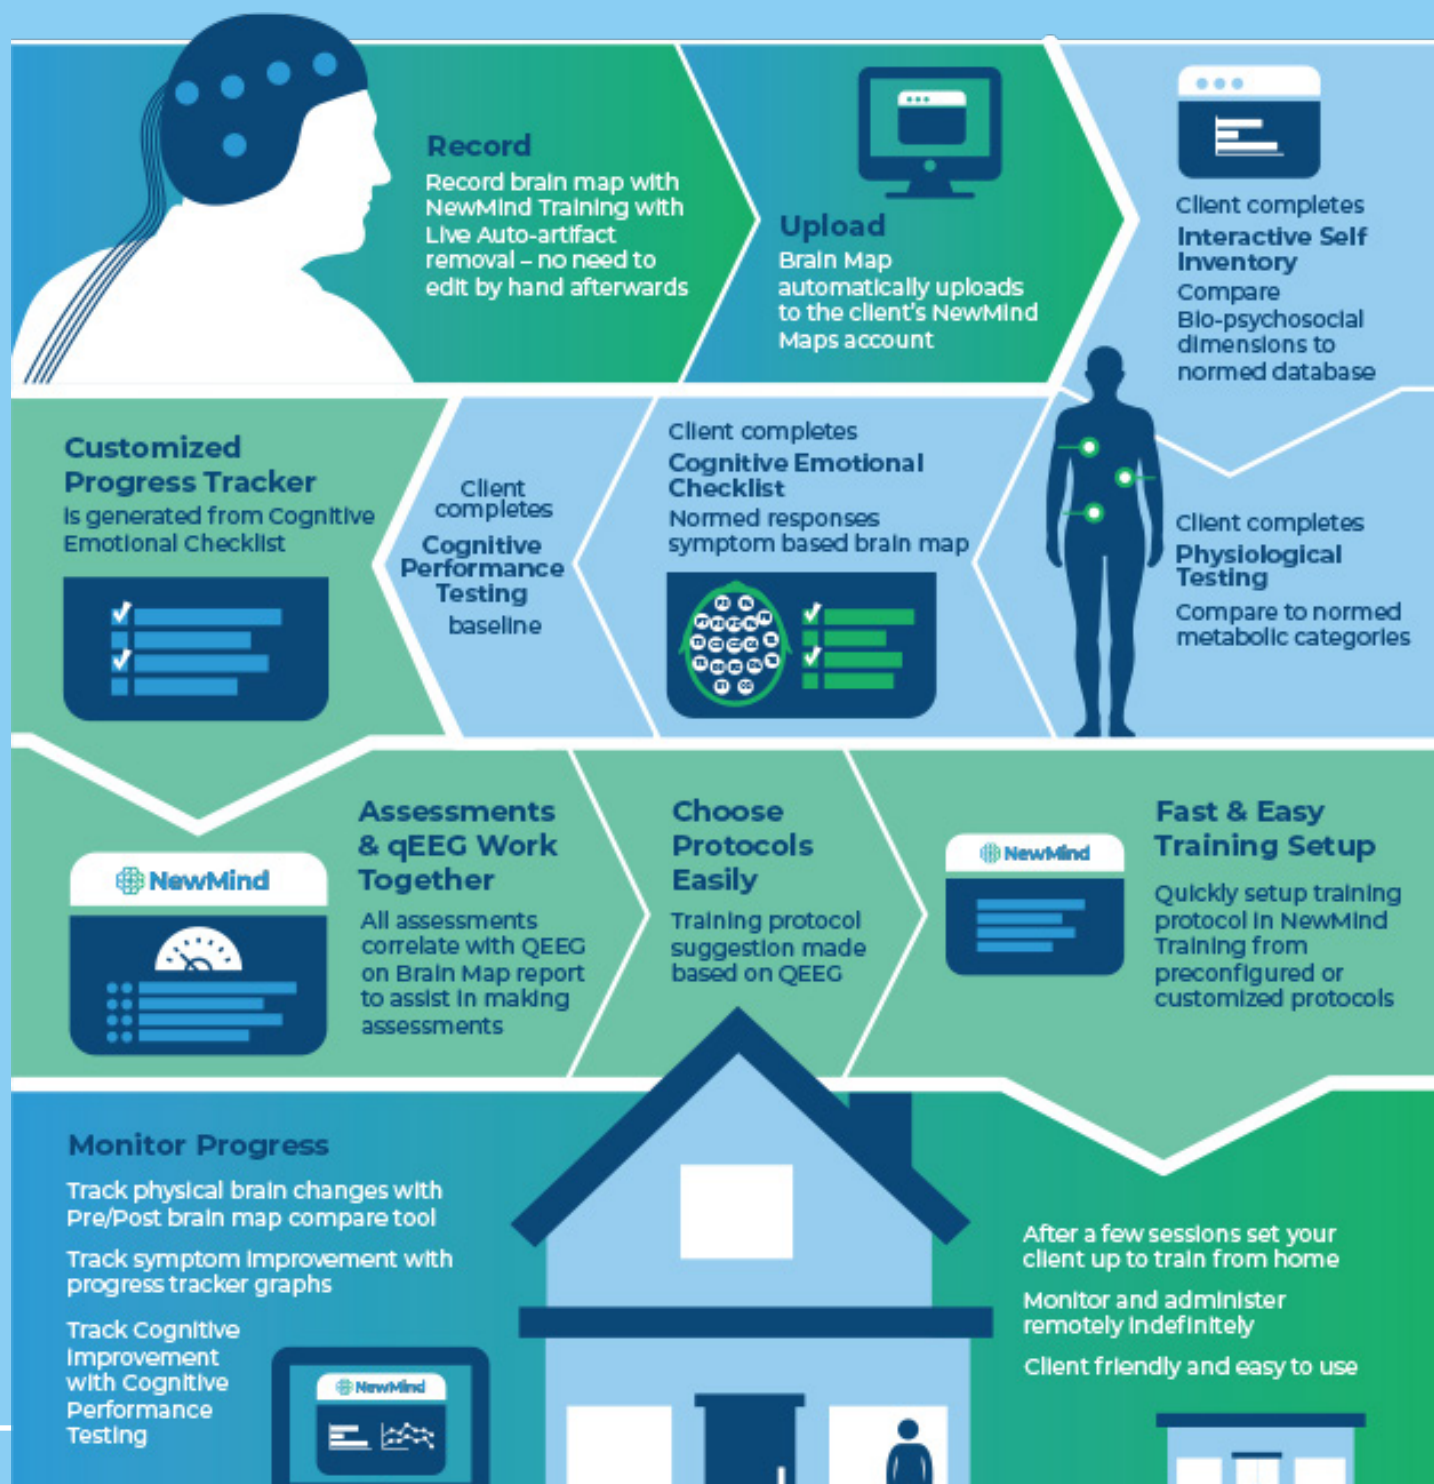 Record
Record brain map with
NewMind Training with
Live Auto-artifact
removal – no need to
edit by hand afterwards
Upload
Brain Map
automatically uploads
to the client's NewMind
Maps account
Client completes
Interactive Self
Inventory
Compare
Bio-psychosocial
dimensions to
normed database
Client completes
Physiological
Testing
Compare to normed
metabolic categories
Client completes
Cognitive Emotional
Checklist
Normed responses
symptom based brain map
Client
completes
Cognitive
Performance
Testing
baseline
Customized
Progress Tracker
is generated from Cognitive
Emotional Checklist
NewMind
Assessments
& qEEG Work
Together
All assessments
correlate with QEEG
on Brain Map report
to assist in making
assessments
Choose
Protocols
Easily
Training protocol
suggestion made
based on QEEG
NewMind
Fast & Easy
Training Setup
Quickly setup training
protocol in NewMind
Training from
preconfigured or
customized protocols
After a few sessions set your
client up to train from home
Monitor and administer
remotely indefinitely
Client friendly and easy to use
Monitor Progress
Track physical brain changes with
Pre/Post brain map compare tool
Track symptom improvement with
progress tracker graphs
Track Cognitive
Improvement
with Cognitive
Performance
Testing
NewMind